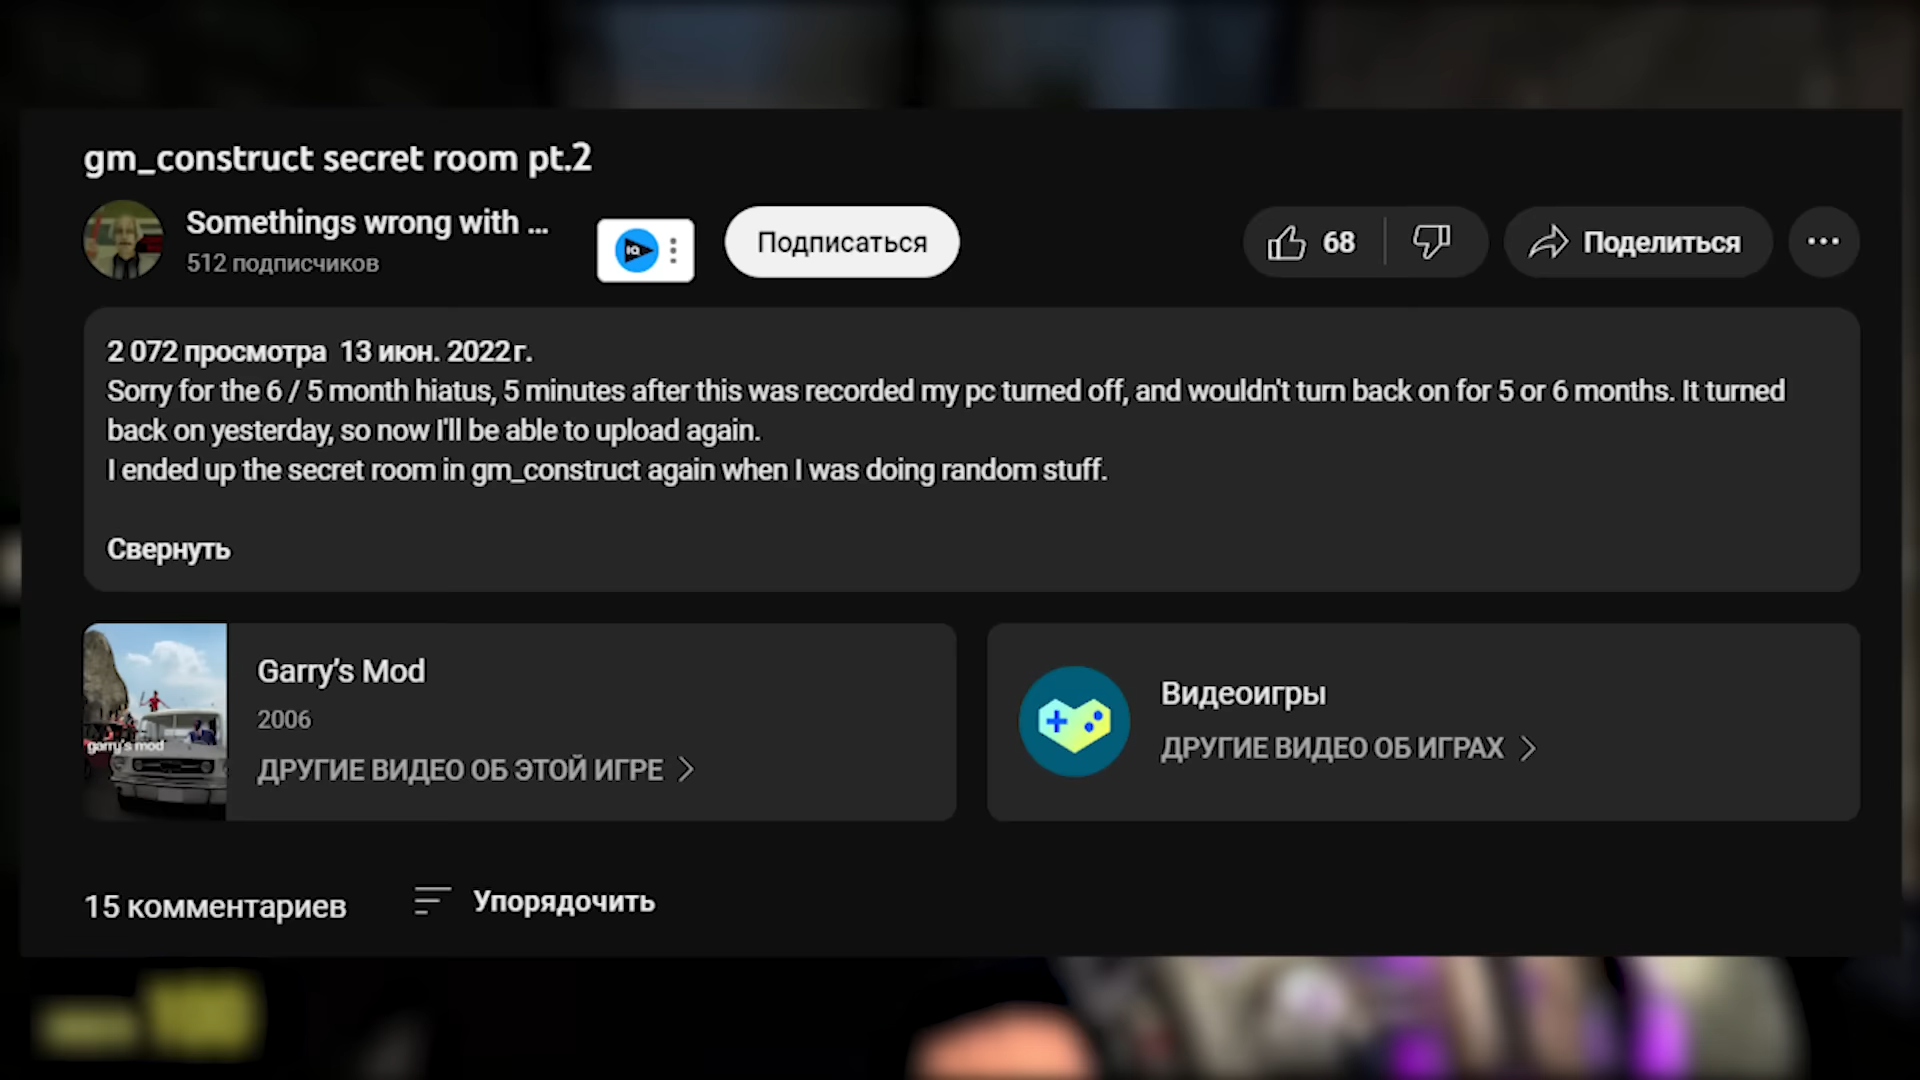 gm_construct secret room pt.2
Somethings wrong with ...
512 подписчиков
IQ
Подписаться
68
Поделиться
2 072 просмотра 13 июн. 2022 г.
Sorry for the 6 / 5 month hiatus, 5 minutes after this was recorded my pc turned off, and wouldn't turn back on for 5 or 6 months. It turned
back on yesterday, so now I'll be able to upload again.
I ended up the secret room in gm_construct again when I was doing random stuff.
Свернуть
garry's mod
Garry's Mod
2006
ДРУГИЕ ВИДЕО ОБ ЭТОЙ ИГРЕ
Видеоигры
ДРУГИЕ ВИДЕО ОБ ИГРАХ
15 комментариев
Упорядочить